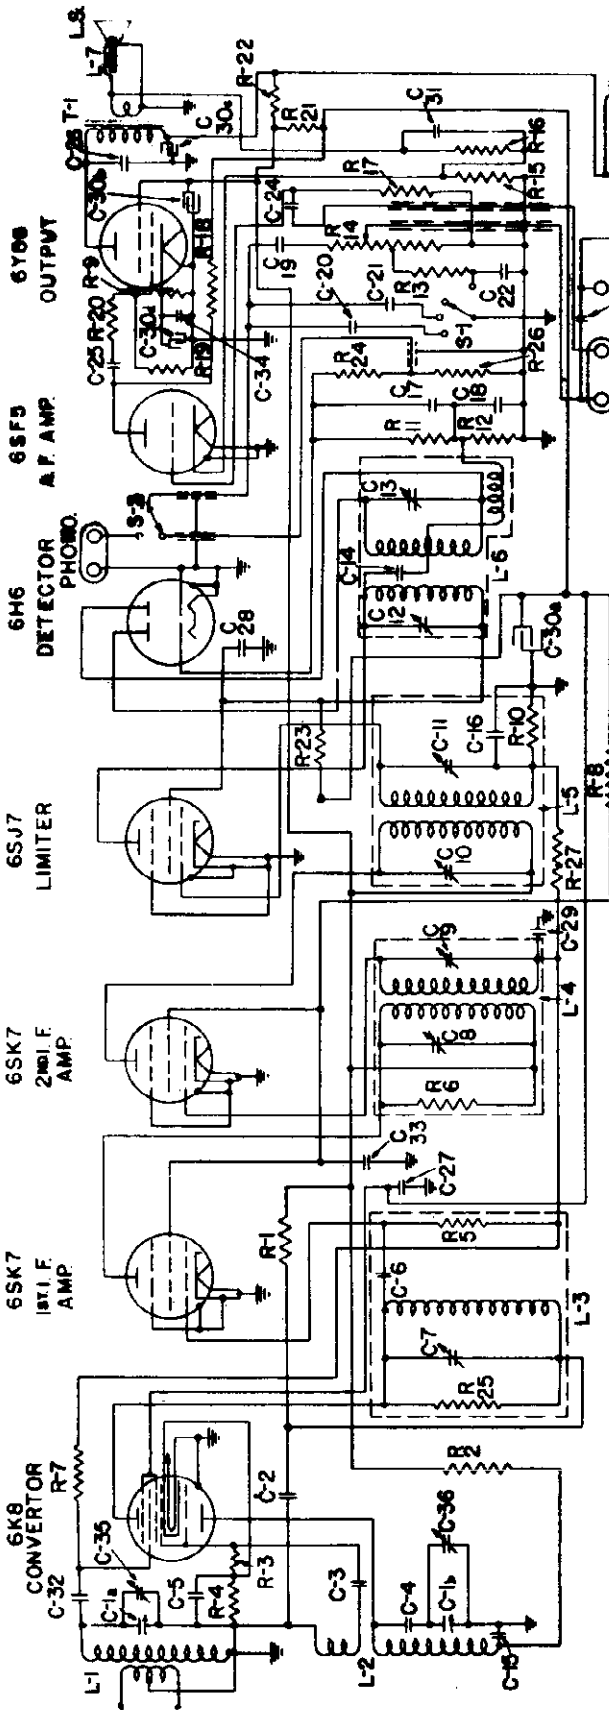 6K8
CONVERTOR
6SK7
1ST. I. F.
AMP.
6SK7
2ND I. F.
AMP.
6SJ7
LIMITER
6H6
DETECTOR
PHONO.
6SF5
A.F. AMP.
6Y6G
OUTPUT
L.S.
L-7
T-1
C-26
C-30b
C
30c
R-22
R
21
R-9
R-20
C-25
C-30d
R-19
R-18
C-34
C-24
R
17
C
31
R-16
R-15
R
14
C
19
C-20
C-21
R
13
C
22
S-1
R
24
R-26
C
17
C
18
R
11
R
12
S-2
C
13
C-14
C
12
L-6
C
28
R-23
C-30a
C-11
C-16
R-10
L-5
R-8
C
10
R-27
C-29
C
9
L-4
C
8
R
6
C
33
C-27
R-1
R
5
C-6
C-7
R
25
L-3
R-7
C-32
C-35
C-1a
C-5
R-4
R-3
L-1
C-2
C-3
R
2
C-36
C-4
C-1b
L-2
C-15